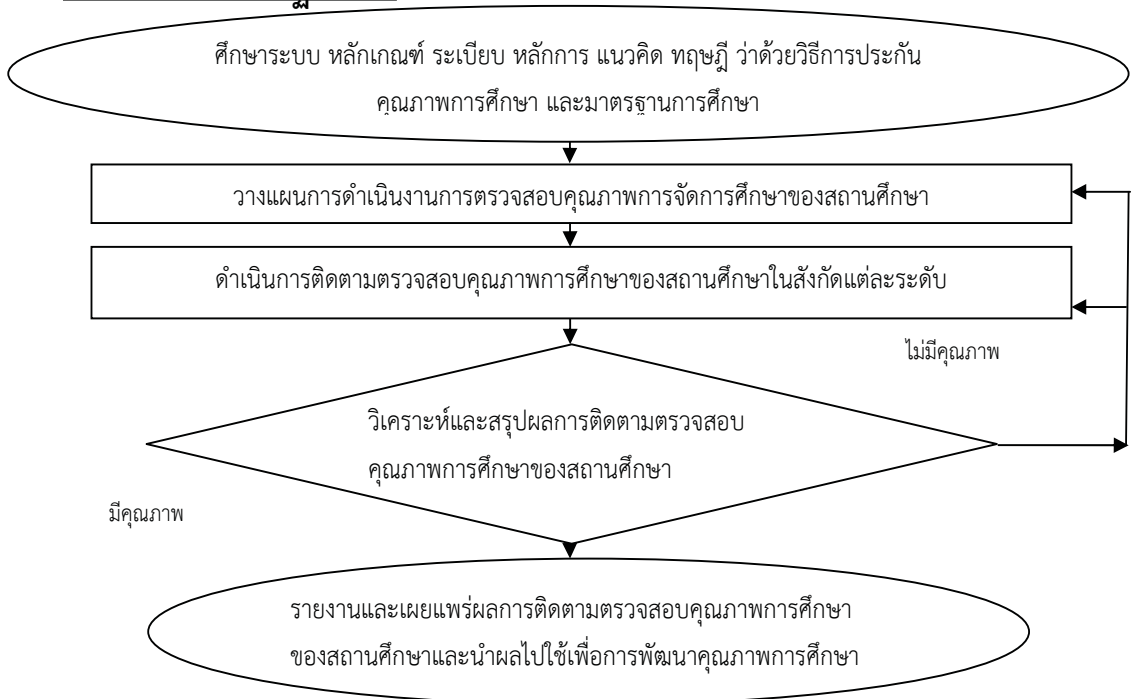 ศึกษาระบบ หลักเกณฑ์ ระเบียบ หลักการ แนวคิด ทฤษฎี ว่าด้วยวิธีการประกัน
คุณภาพการศึกษา และมาตรฐานการศึกษา
วางแผนการดำเนินงานการตรวจสอบคุณภาพการจัดการศึกษาของสถานศึกษา
ดำเนินการติดตามตรวจสอบคุณภาพการศึกษาของสถานศึกษาในสังกัดแต่ละระดับ
ไม่มีคุณภาพ
วิเคราะห์และสรุปผลการติดตามตรวจสอบ
คุณภาพการศึกษาของสถานศึกษา
มีคุณภาพ
รายงานและเผยแพร่ผลการติดตามตรวจสอบคุณภาพการศึกษา
ของสถานศึกษาและนำผลไปใช้เพื่อการพัฒนาคุณภาพการศึกษา